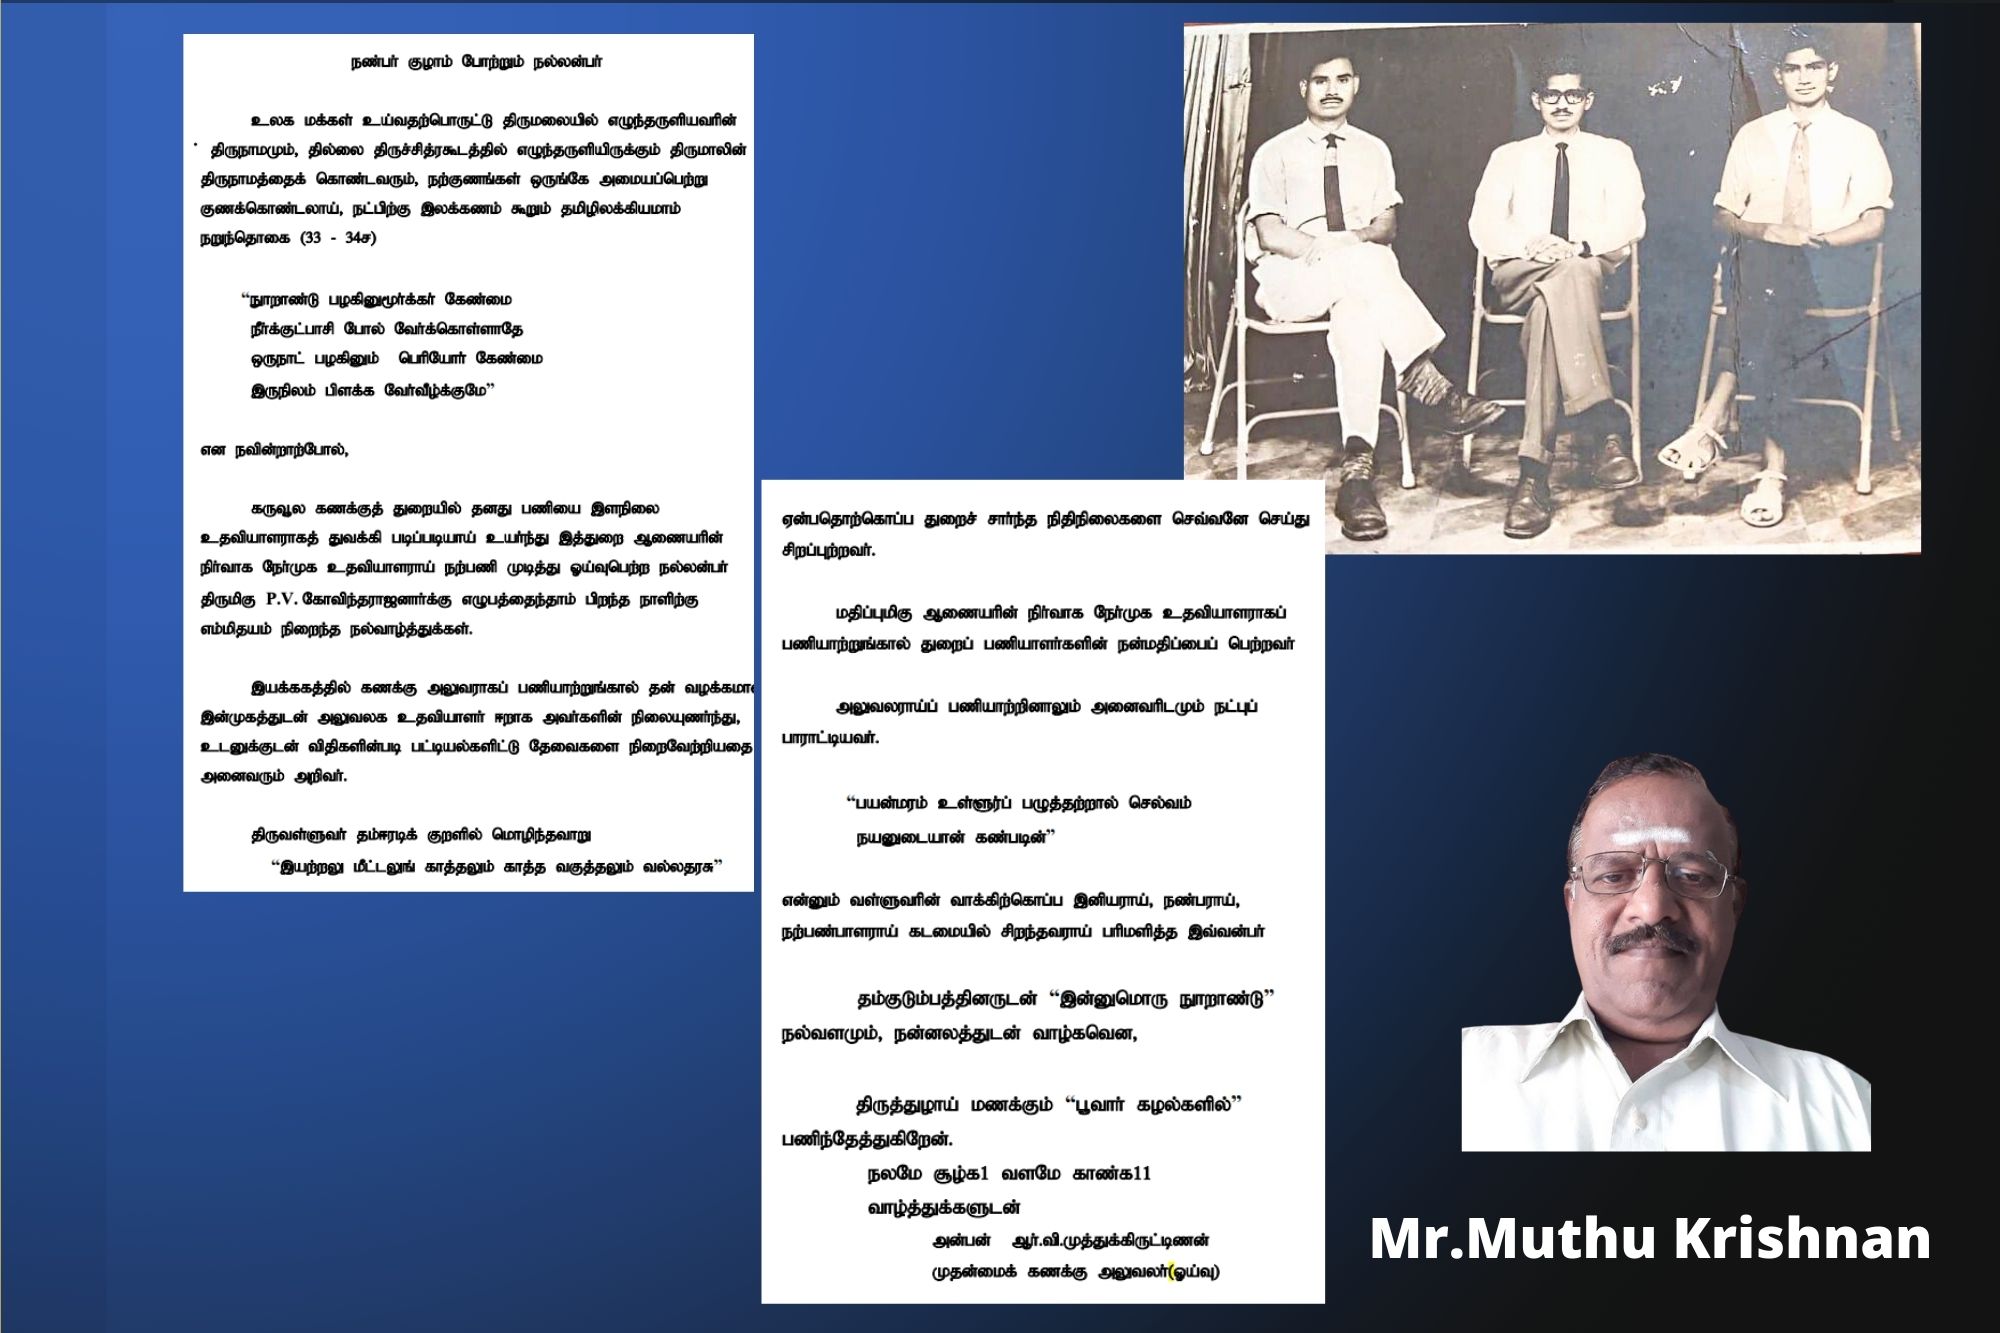 நண்பர் குழாம் போற்றும் நல்லன்பர்
உலக மக்கள் உய்வதற்பொருட்டு திருமலையில் எழுந்தருளியவரின்
திருநாமமும், தில்லை திருச்சித்ரகூடத்தில் எழுந்தருளியிருக்கும் திருமாலின்
திருநாமத்தைக் கொண்டவரும், நற்குணங்கள் ஒருங்கே அமையப்பெற்று
குணக்கொண்டலாய், நட்பிற்கு இலக்கணம் கூறும் தமிழிலக்கியமாம்
நறுந்தொகை (33 - 34ச)
“நூறாண்டு பழகினுமூர்க்கர் கேண்மை
நீர்க்குட்பாசி போல் வேர்க்கொள்ளாதே
ஒருநாட் பழகினும் பெரியோர் கேண்மை
இருநிலம் பிளக்க வேர்வீழ்க்குமே”
என நவின்றாற்போல்,
கருவூல கணக்குத் துறையில் தனது பணியை இளநிலை
உதவியாளராகத் துவக்கி படிப்படியாய் உயர்ந்து இத்துறை ஆணையரின்
நிர்வாக நேர்முக உதவியாளராய் நற்பணி முடித்து ஓய்வுபெற்ற நல்லன்பர்
திருமிகு P.V. கோவிந்தராஜனார்க்கு எழுபத்தைந்தாம் பிறந்த நாளிற்கு
எம்மிதயம் நிறைந்த நல்வாழ்த்துக்கள்.
இயக்ககத்தில் கணக்கு அலுவராகப் பணியாற்றுங்கால் தன் வழக்கமான
இன்முகத்துடன் அலுவலக உதவியாளர் ஈறாக அவர்களின் நிலையுணர்ந்து,
உடனுக்குடன் விதிகளின்படி பட்டியல்களிட்டு தேவைகளை நிறைவேற்றியதை
அனைவரும் அறிவர்.
திருவள்ளுவர் தம்ஈரடிக் குறளில் மொழிந்தவாறு
“இயற்றலு மீட்டலுங் காத்தலும் காத்த வகுத்தலும் வல்லதரசு”
ஏன்பதொற்கொப்ப துறைச் சார்ந்த நிதிநிலைகளை செவ்வனே செய்து
சிறப்புற்றவர்.
மதிப்புமிகு ஆணையரின் நிர்வாக நேர்முக உதவியாளராகப்
பணியாற்றுங்கால் துறைப் பணியாளர்களின் நன்மதிப்பைப் பெற்றவர்
அலுவலராய்ப் பணியாற்றினாலும் அனைவரிடமும் நட்புப்
பாராட்டியவர்.
“பயன்மரம் உள்ளூர்ப் பழுத்தற்றால் செல்வம்
நயனுடையான் கண்படின்”
என்னும் வள்ளுவரின் வாக்கிற்கொப்ப இனியராய், நண்பராய்,
நற்பண்பாளராய் கடமையில் சிறந்தவராய் பரிமளித்த இவ்வன்பர்
தம்குடும்பத்தினருடன் “இன்னுமொரு நூறாண்டு”
நல்வளமும், நன்னலத்துடன் வாழ்கவென,
திருத்துழாய் மணக்கும் “பூவார் கழல்களில்”
பணிந்தேத்துகிறேன்.
நலமே சூழ்க1 வளமே காண்க11
வாழ்த்துக்களுடன்
அன்பன் ஆர்.வி.முத்துக்கிருட்டிணன்
முதன்மைக் கணக்கு அலுவலர்(ஓய்வு)
Mr.Muthu Krishnan